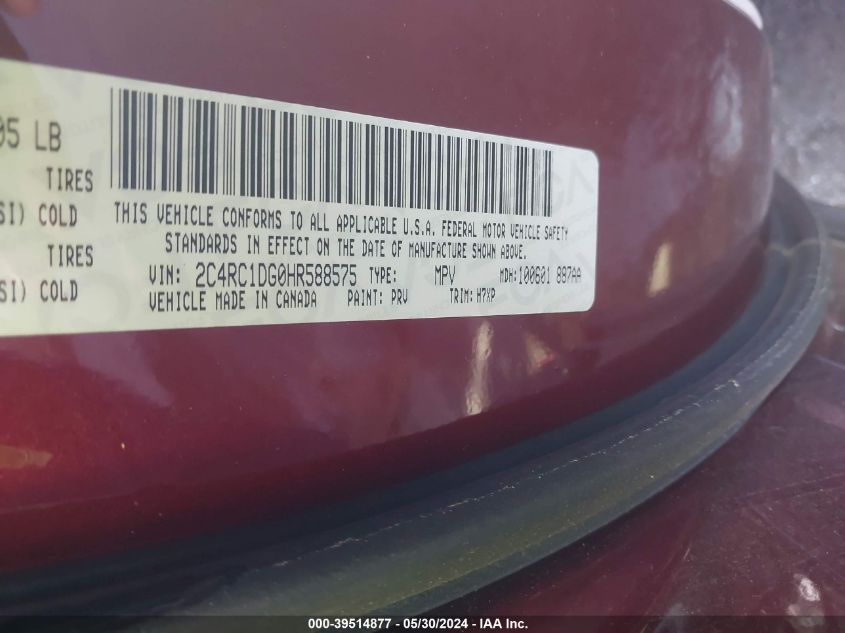 05 LB
TIRES
SI) COLD
TIRES
SI) COLD
THIS VEHICLE CONFORMS TO ALL APPLICABLE U.S.A. FEDERAL MOTOR VEHICLE SAFETY
STANDARDS IN EFFECT ON THE DATE OF MANUFACTURE SHOWN ABOVE.
VIN: 2C4RC1DG0HR588575 TYPE: MPV MDH:100601 887AA
VEHICLE MADE IN CANADA PAINT: PRV TRIM: H7XP
000-39514877 - 05/30/2024 - IAA Inc.